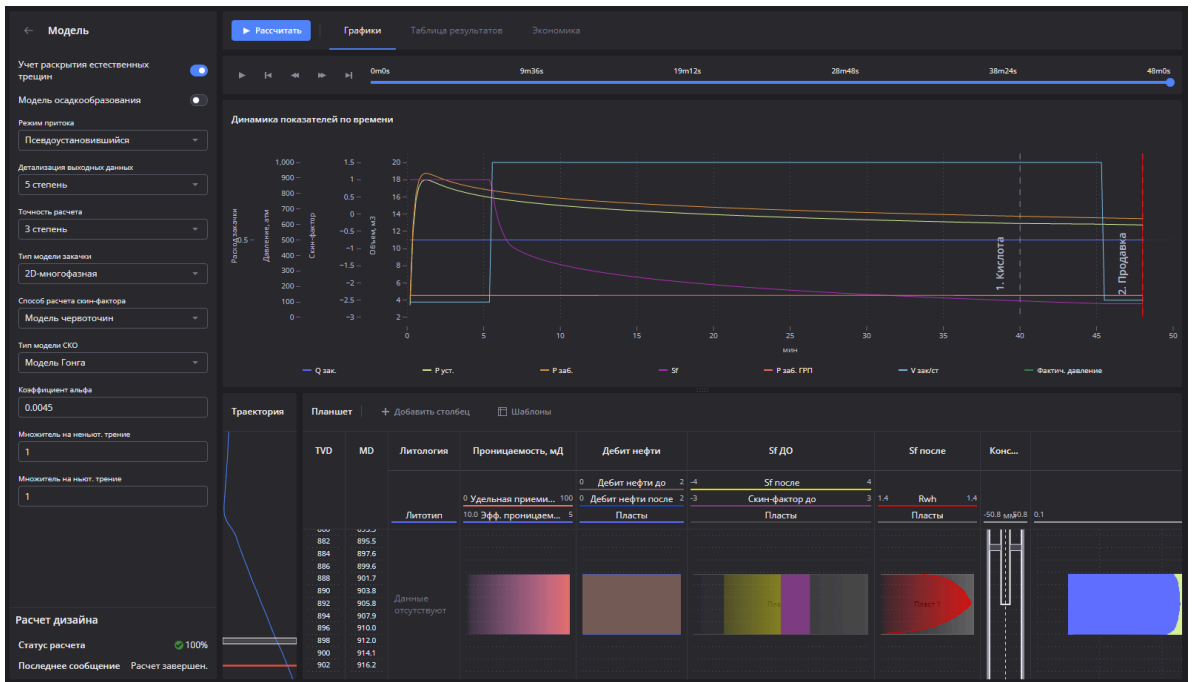 Модель
Учет раскрытия естественных
трещин
Модель осадкообразования
Режим притока
Псевдоустановившийся
Детализация выходных данных
5 степень
Точность расчета
3 степень
Тип модели закачки
2D-многофазная
Способ расчета скин-фактора
Модель червоточин
Тип модели СКО
Модель Гонга
Коэффициент альфа
0.0045
Множитель на неньют. трение
1
Множитель на ньют. трение
1
Расчет дизайна
Статус расчета 100%
Последнее сообщение Расчет завершен.
Рассчитать Графики Таблица результатов Экономика
0m0s 9m36s 19m12s 28m48s 38m24s 48m0s
Динамика показателей по времени
Расход закачки
0.5
Давление, атм
1,000
900
800
700
600
500
400
300
200
100
0
Скин-фактор
1.5
1
0.5
0
−0.5
−1
−1.5
−2
−2.5
−3
Объем, м3
20
18
16
14
12
10
8
6
4
2
1. Кислота
2. Продавка
0 5 10 15 20 25 30 35 40 45 50
мин
Q зак. P уст. P заб. Sf P заб. ГРП V зак/ст Фактич. давление
Траектория
Планшет Добавить столбец Шаблоны
TVD MD Литология Проницаемость, мД Дебит нефти Sf ДО Sf после Конс...
0 Дебит нефти до 2 -4 Sf после 4
0 Удельная приеми... 100 0 Дебит нефти после 2 -3 Скин-фактор до 3 1.4 Rwh 1.4
Литотип 10.0 Эфф. проницаем... 5 Пласты Пласты Пласты -50.8 мм 50.8 0.1
882 895.5
884 897.6
886 899.6
888 901.7
890 903.8
892 905.8
894 907.9
896 910.0
898 912.0
900 914.1
902 916.2
Данные
отсутствуют
Пласт 1